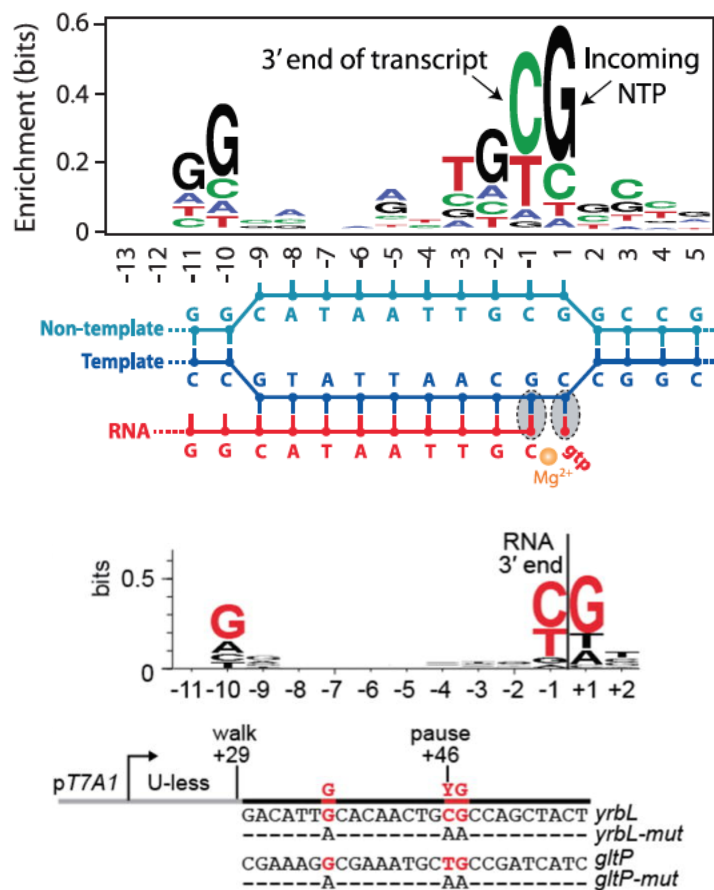 0.6
0.4
0.2
0
Enrichment (bits)
3′ end of transcript
Incoming
NTP
G G T G C G
-13 -12 -11 -10 -9 -8 -7 -6 -5 -4 -3 -2 -1 1 2 3 4 5
Non-template G G C A T A A T T G C G G C C G
Template C C G T A T T A A C G C C G G C
RNA G G C A T A A T T G C gtp
Mg2+
bits
0.5
0
RNA
3′ end
G C G
-11 -10 -9 -8 -7 -6 -5 -4 -3 -2 -1 +1 +2
walk
+29
pause
+46
pT7A1 U-less
G YG
GACATTGCACAACTGCGCCAGCTACT yrbL
------A--------AA--------- yrbL-mut
CGAAAGGCGAAATGCTGCCGATCATC gltP
------A--------AA--------- gltP-mut